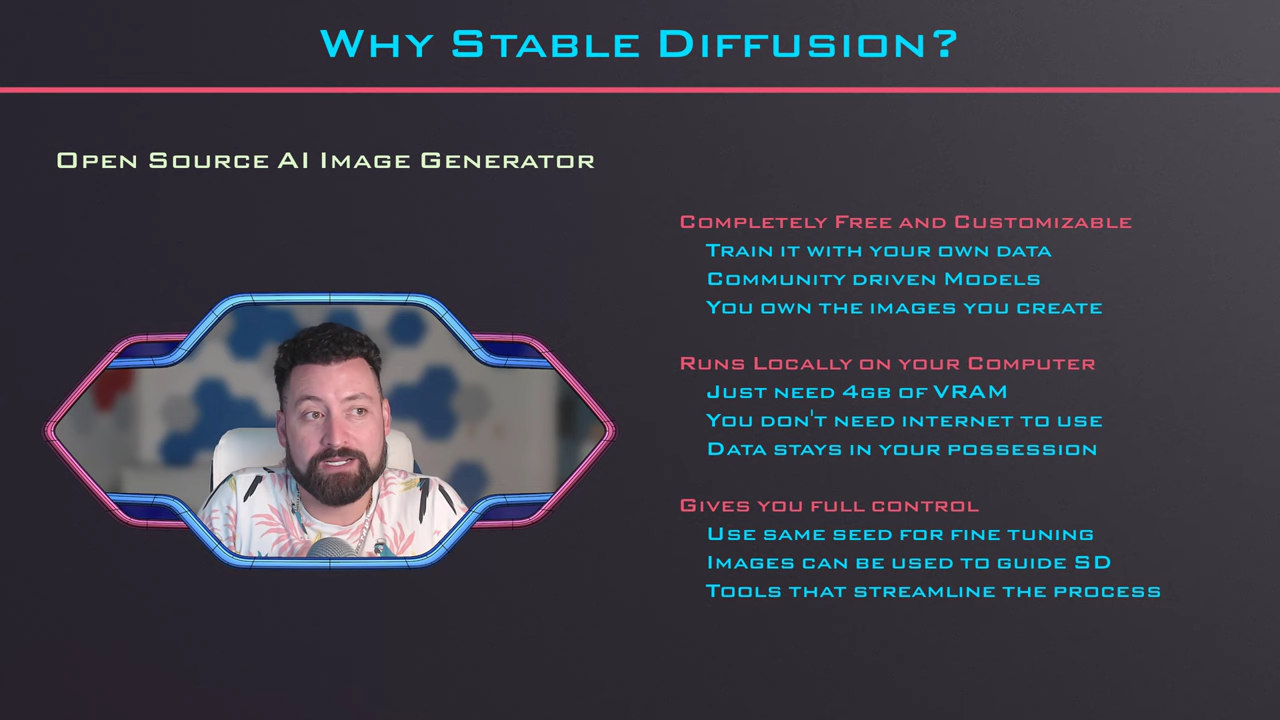 Why Stable Diffusion?
Open Source AI Image Generator
Completely Free and Customizable
Train it with your own data
Community driven Models
You own the images you create
Runs Locally on your Computer
Just need 4gb of VRAM
You don't need internet to use
Data stays in your possession
Gives you full control
Use same seed for fine tuning
Images can be used to guide SD
Tools that streamline the process